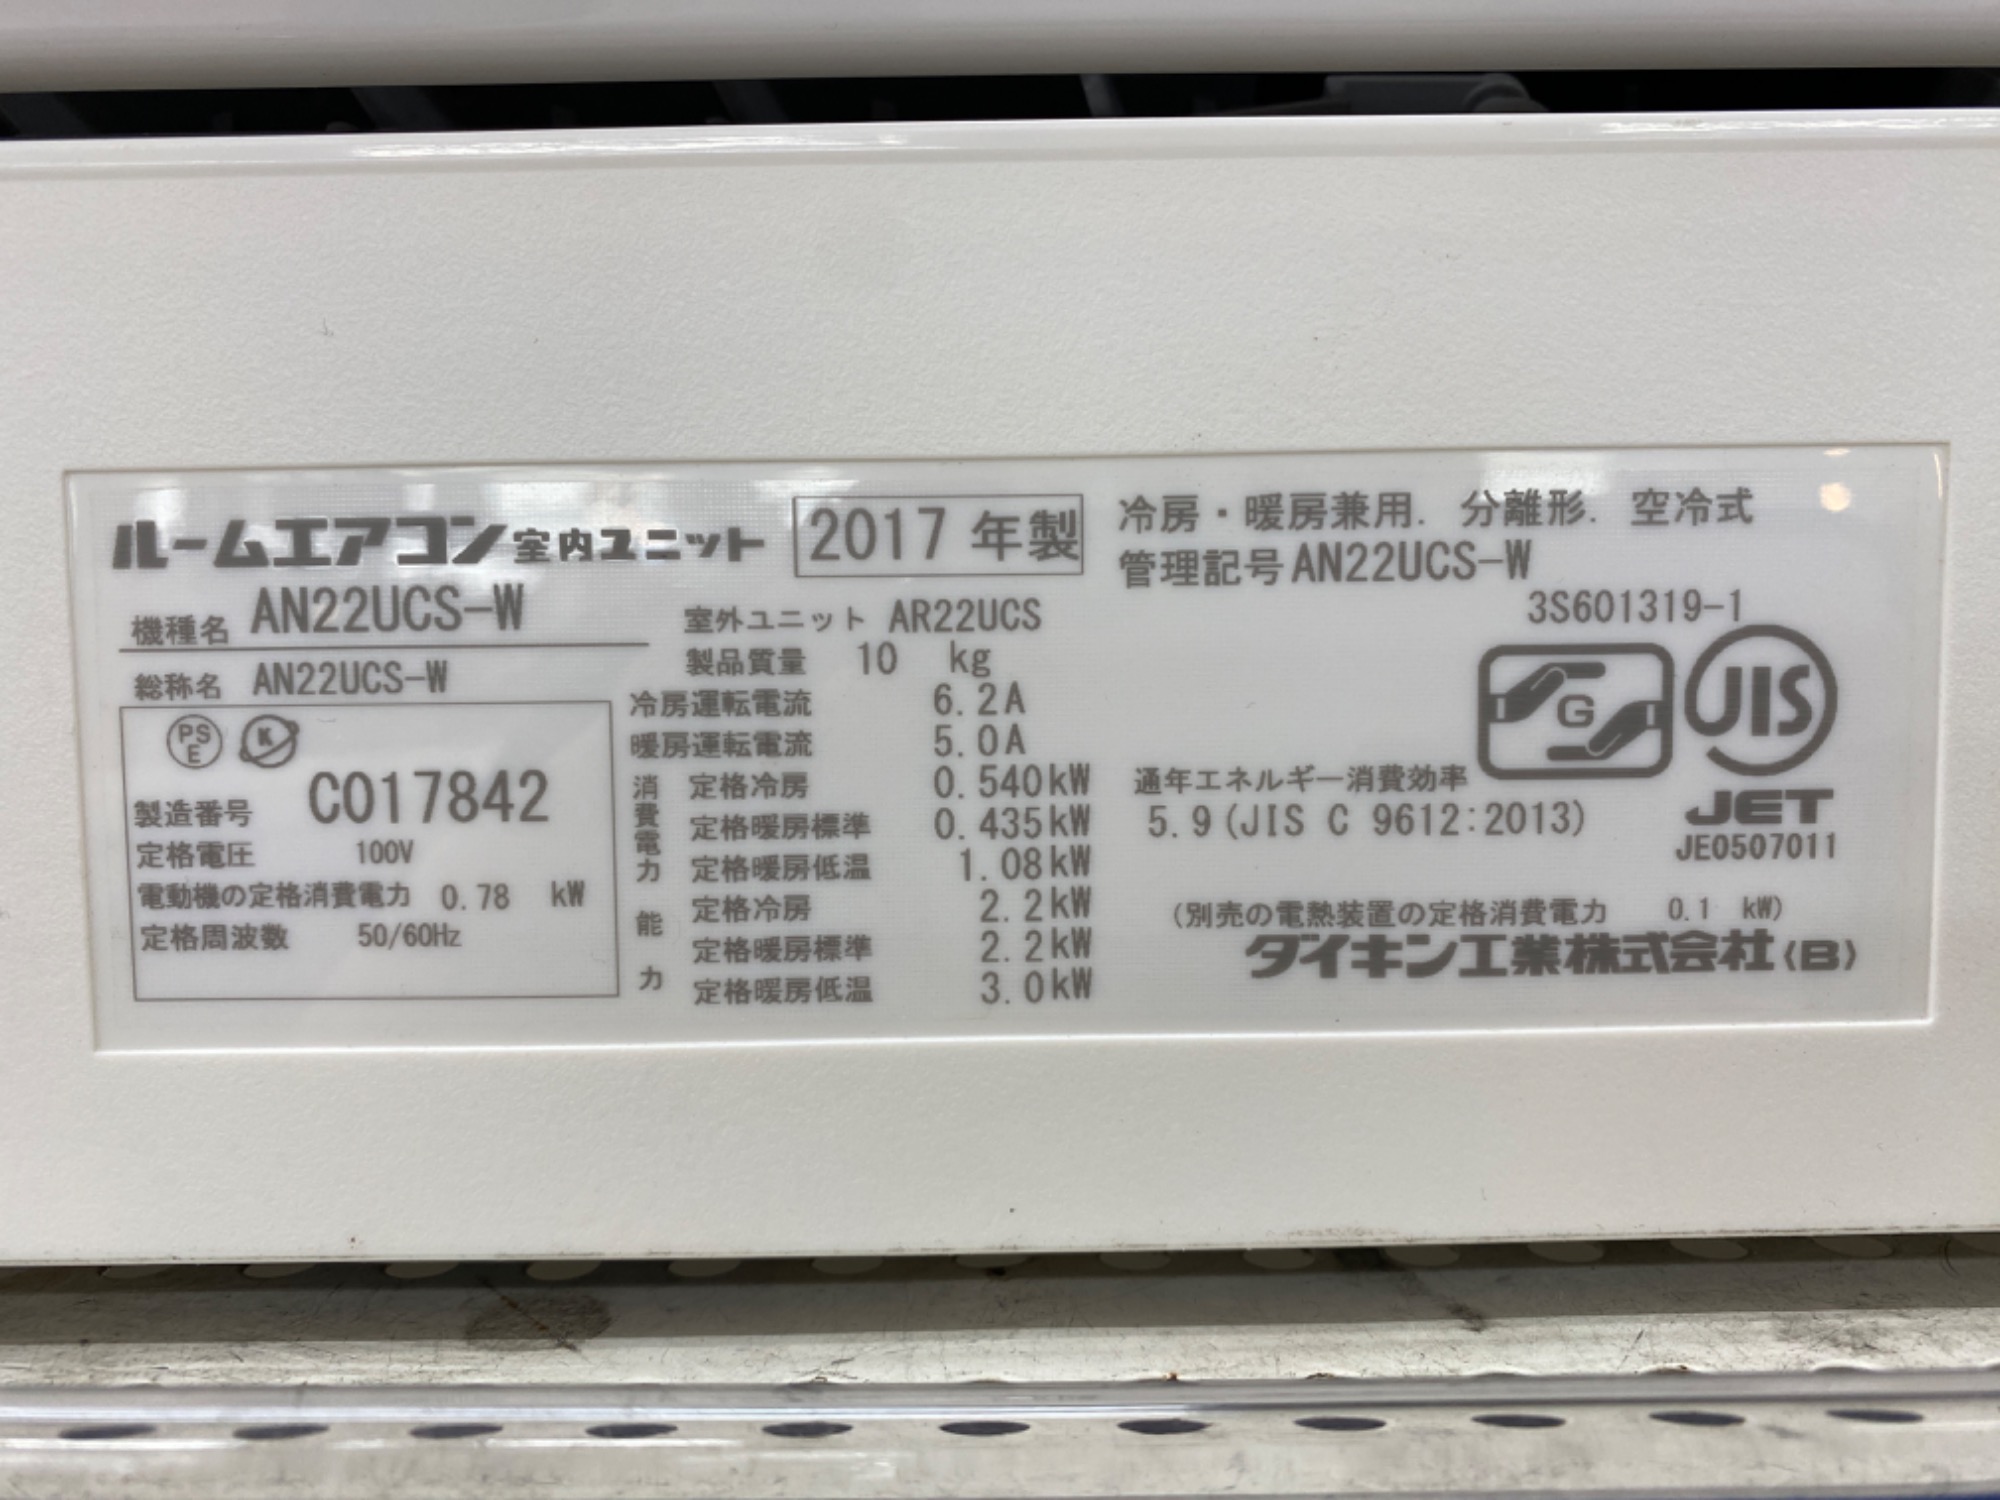 ルームエアコン室内ユニット 2017 年製
機種名 AN22UCS-W
総称名 AN22UCS-W
PSE K
製造番号 C017842
定格電圧 100V
電動機の定格消費電力 0.78 kW
定格周波数 50/60Hz
室外ユニット AR22UCS
製品質量 10 kg
冷房運転電流 6.2A
暖房運転電流 5.0A
消費電力 定格冷房 0.540kW
定格暖房標準 0.435kW
定格暖房低温 1.08kW
能力 定格冷房 2.2kW
定格暖房標準 2.2kW
定格暖房低温 3.0kW
冷房・暖房兼用. 分離形. 空冷式
管理記号AN22UCS-W
3S601319-1
G JIS
通年エネルギー消費効率
5.9(JIS C 9612:2013)
JET
JE0507011
(別売の電熱装置の定格消費電力 0.1 kW)
ダイキン工業株式会社(B)